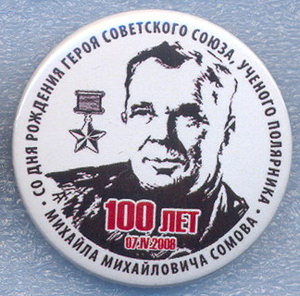 СО ДНЯ РОЖДЕНИЯ ГЕРОЯ СОВЕТСКОГО СОЮЗА, УЧЕНОГО ПОЛЯРНИКА
100 ЛЕТ
07.IV.2008
• МИХАИЛА МИХАЙЛОВИЧА СОМОВА •